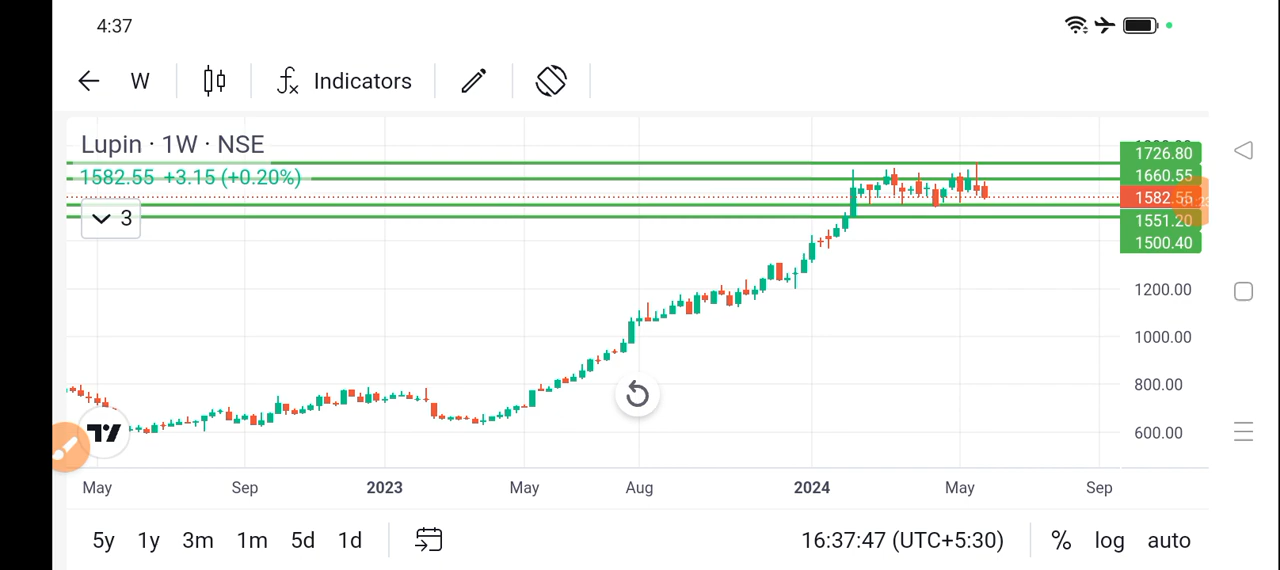 4:37
W
Indicators
Lupin · 1W · NSE
1582.55 +3.15 (+0.20%)
3
1726.80
1660.55
1551.20
1500.40
1200.00
1000.00
800.00
600.00
May Sep 2023 May Aug 2024 May Sep
5y 1y 3m 1m 5d 1d 16:37:47 (UTC+5:30) % log auto